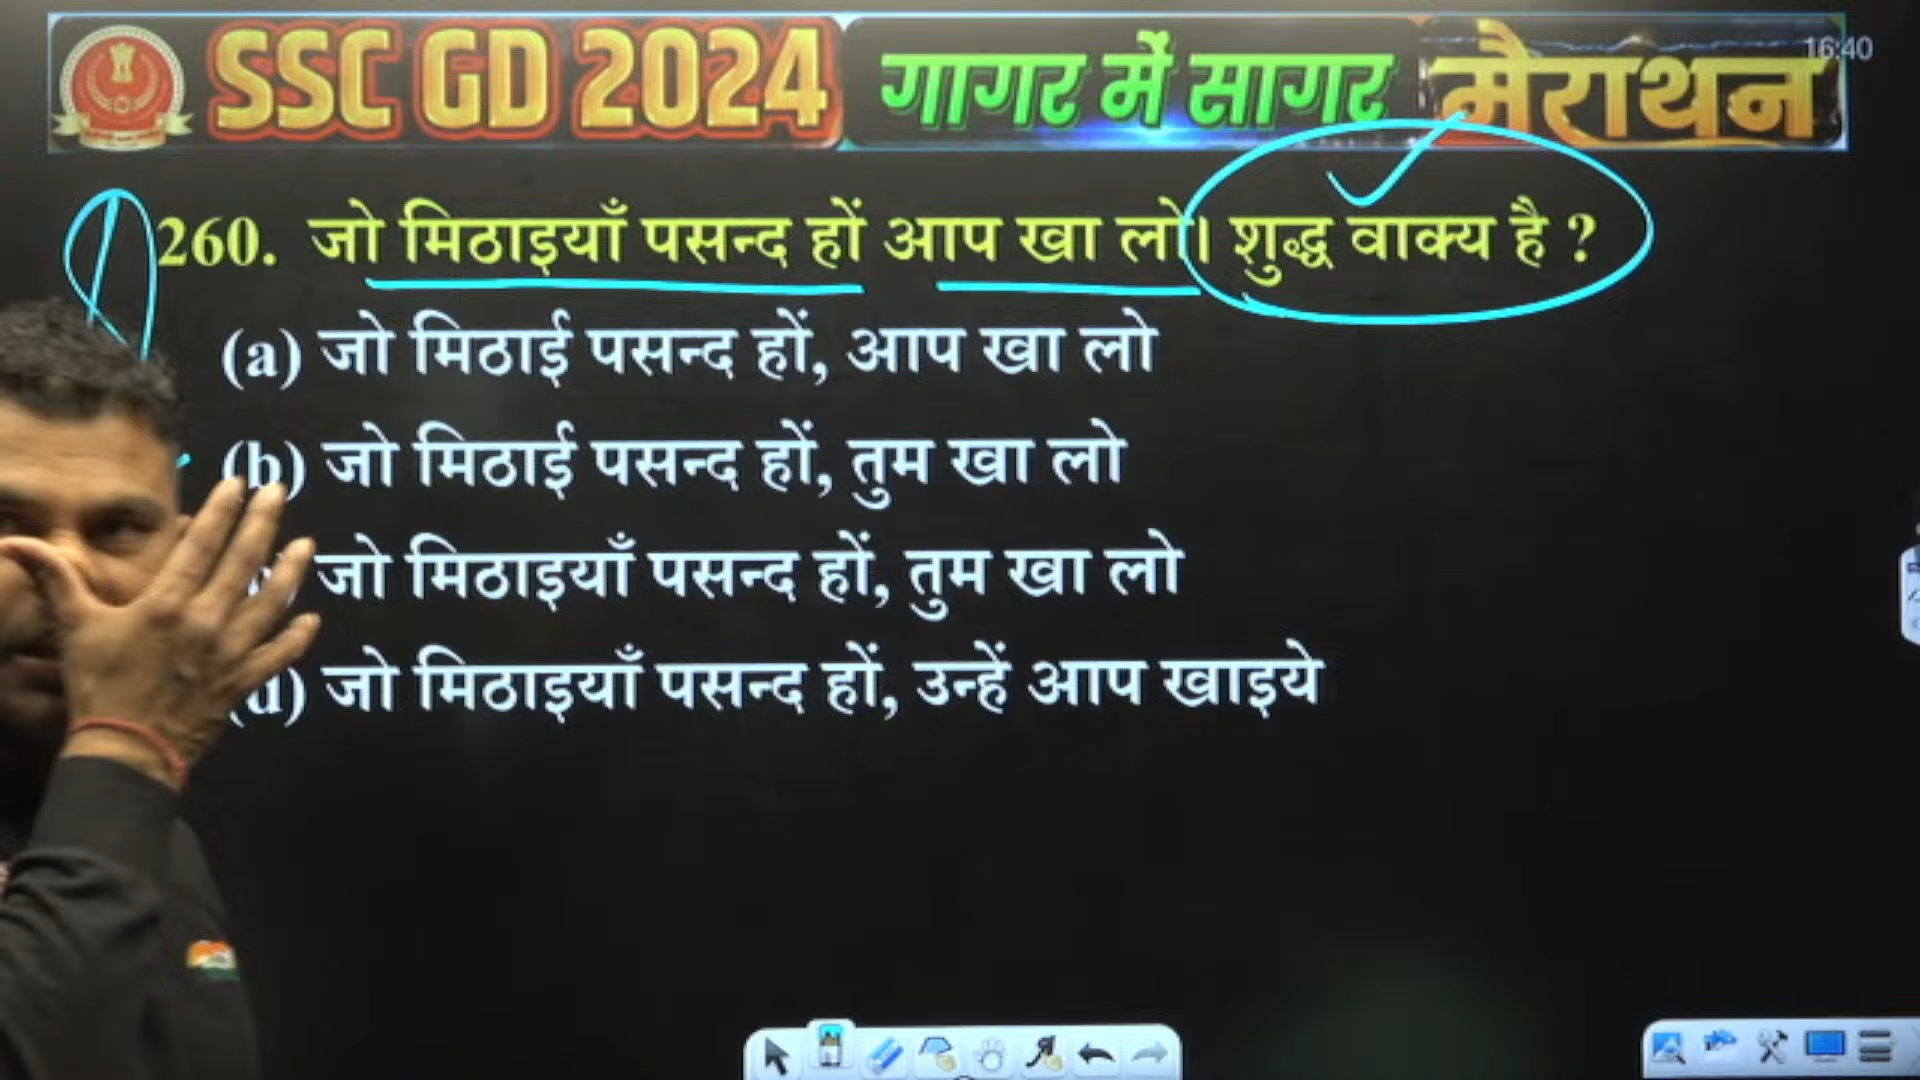 SSC GD 2024 गागर में सागर मैराथन
16:40
260. जो मिठाइयाँ पसन्द हों आप खा लो। शुद्ध वाक्य है ?
(a) जो मिठाई पसन्द हों, आप खा लो
(b) जो मिठाई पसन्द हों, तुम खा लो
जो मिठाइयाँ पसन्द हों, तुम खा लो
(d) जो मिठाइयाँ पसन्द हों, उन्हें आप खाइये